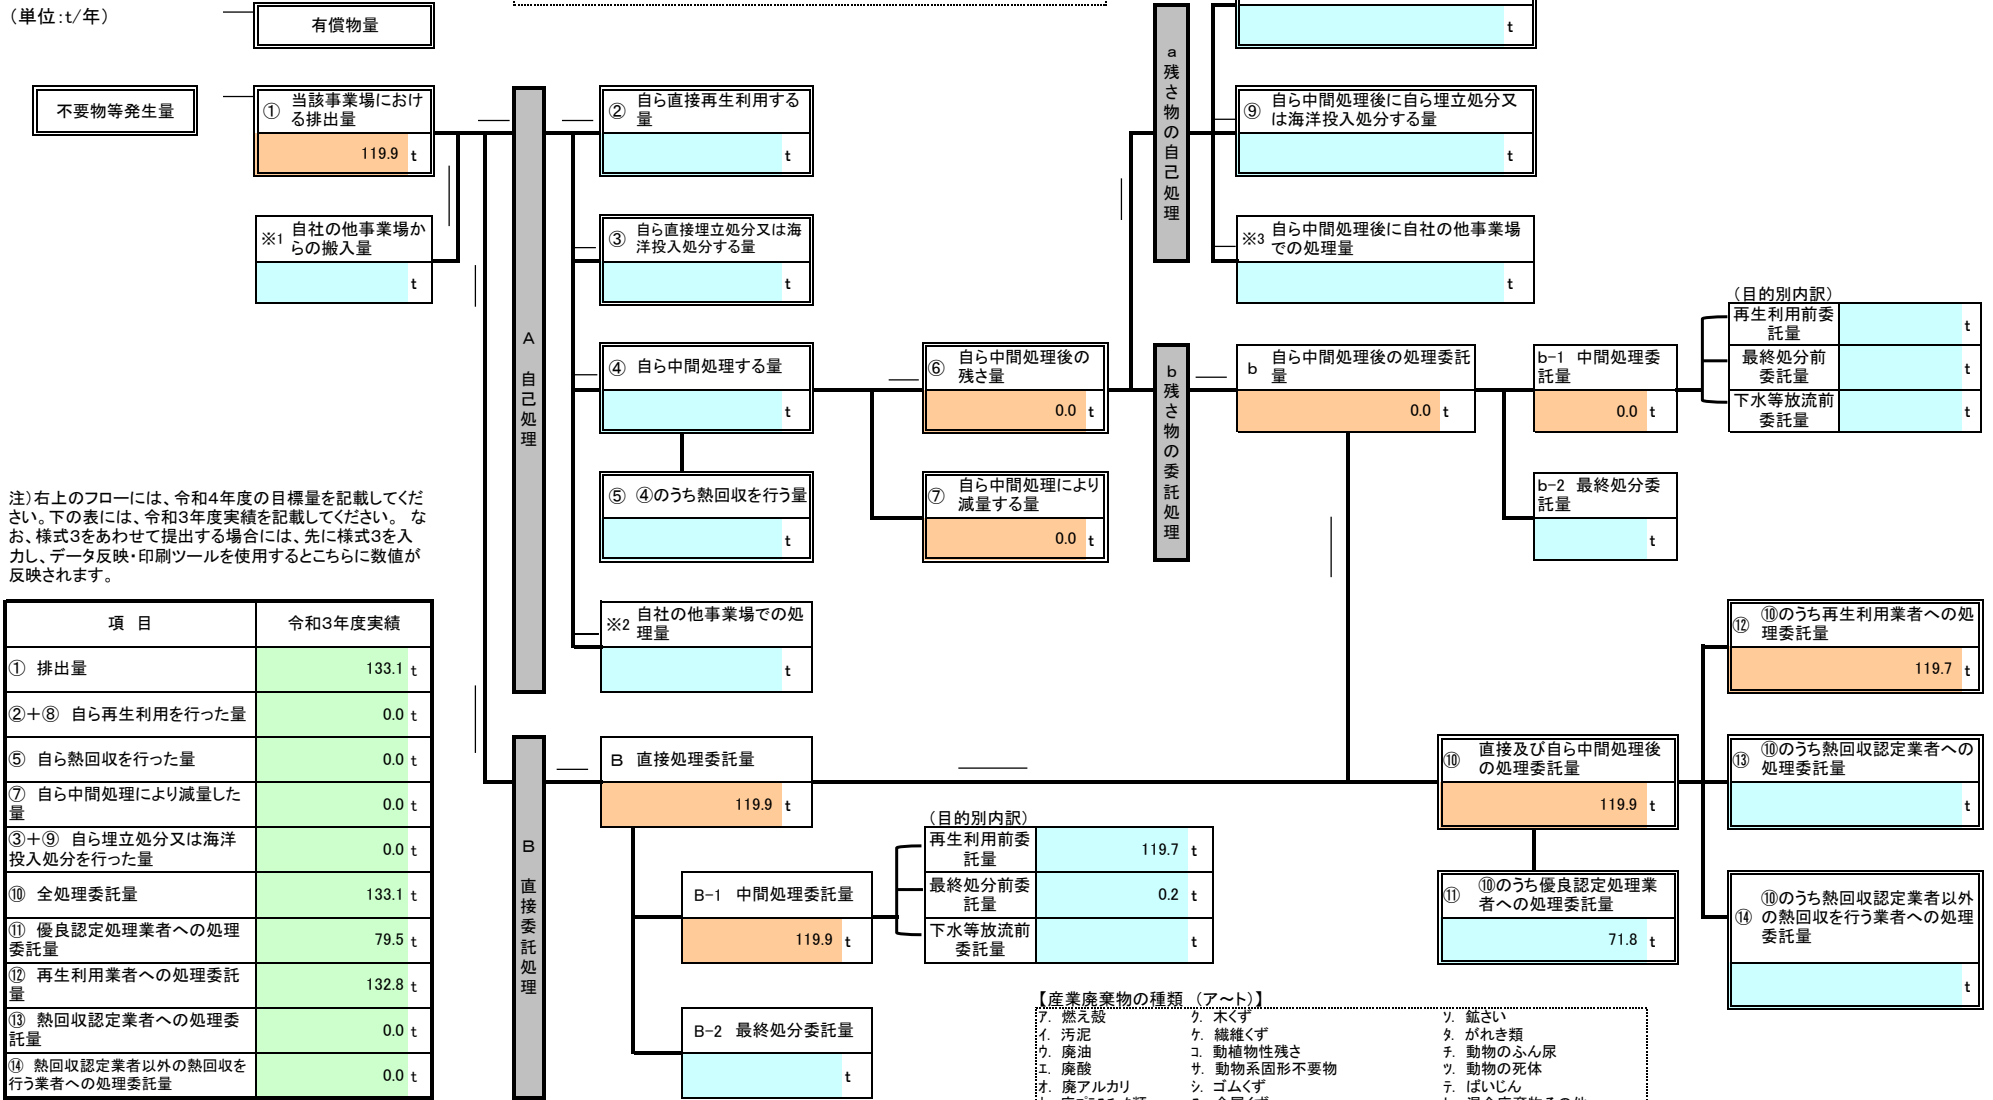 （単位：t/年）
有償物量
t
不要物等発生量
① 当該事業場におけ
る排出量
119.9 t
※1 自社の他事業場か
らの搬入量
t
A 自己処理
② 自ら直接再生利用する
量
t
③ 自ら直接埋立処分又は海
洋投入処分する量
t
④ 自ら中間処理する量
t
⑤ ④のうち熱回収を行う量
t
※2 自社の他事業場での処
理量
t
⑥ 自ら中間処理後の
残さ量
0.0 t
⑦ 自ら中間処理により
減量する量
0.0 t
a 残さ物の自己処理
⑨ 自ら中間処理後に自ら埋立処分又
は海洋投入処分する量
t
※3 自ら中間処理後に自社の他事業場
での処理量
t
b 残さ物の委託処理
b 自ら中間処理後の処理委託
量
0.0 t
b-1 中間処理委
託量
0.0 t
b-2 最終処分委
託量
t
（目的別内訳）
再生利用前委
託量
t
最終処分前
委託量
t
下水等放流前
委託量
t
注）右上のフローには、令和4年度の目標量を記載してくだ
さい。下の表には、令和3年度実績を記載してください。 な
お、様式3をあわせて提出する場合には、先に様式3を入
力し、データ反映・印刷ツールを使用するとこちらに数値が
反映されます。
項 目 令和3年度実績
① 排出量 133.1 t
②＋⑧ 自ら再生利用を行った量 0.0 t
⑤ 自ら熱回収を行った量 0.0 t
⑦ 自ら中間処理により減量した
量 0.0 t
③＋⑨ 自ら埋立処分又は海洋
投入処分を行った量 0.0 t
⑩ 全処理委託量 133.1 t
⑪ 優良認定処理業者への処理
委託量 79.5 t
⑫ 再生利用業者への処理委託
量 132.8 t
⑬ 熱回収認定業者への処理委
託量 0.0 t
⑭ 熱回収認定業者以外の熱回収を
行う業者への処理委託量 0.0 t
B 直接委託処理
B 直接処理委託量
119.9 t
B-1 中間処理委託量
119.9 t
B-2 最終処分委託量
t
（目的別内訳）
再生利用前委
託量
119.7 t
最終処分前委
託量
0.2 t
下水等放流前
委託量
t
⑩ 直接及び自ら中間処理後
の処理委託量
119.9 t
⑪ ⑩のうち優良認定処理業
者への処理委託量
71.8 t
⑫ ⑩のうち再生利用業者への処
理委託量
119.7 t
⑬ ⑩のうち熱回収認定業者への
処理委託量
t
⑭ ⑩のうち熱回収認定業者以外
の熱回収を行う業者への処理
委託量
t
【産業廃棄物の種類 （ア～ト）】
ア. 燃え殻 ク. 木くず ソ. 鉱さい
イ. 汚泥 ケ. 繊維くず タ. がれき類
ウ. 廃油 コ. 動植物性残さ チ. 動物のふん尿
エ. 廃酸 サ. 動物系固形不要物 ツ. 動物の死体
オ. 廃アルカリ シ. ゴムくず テ. ばいじん